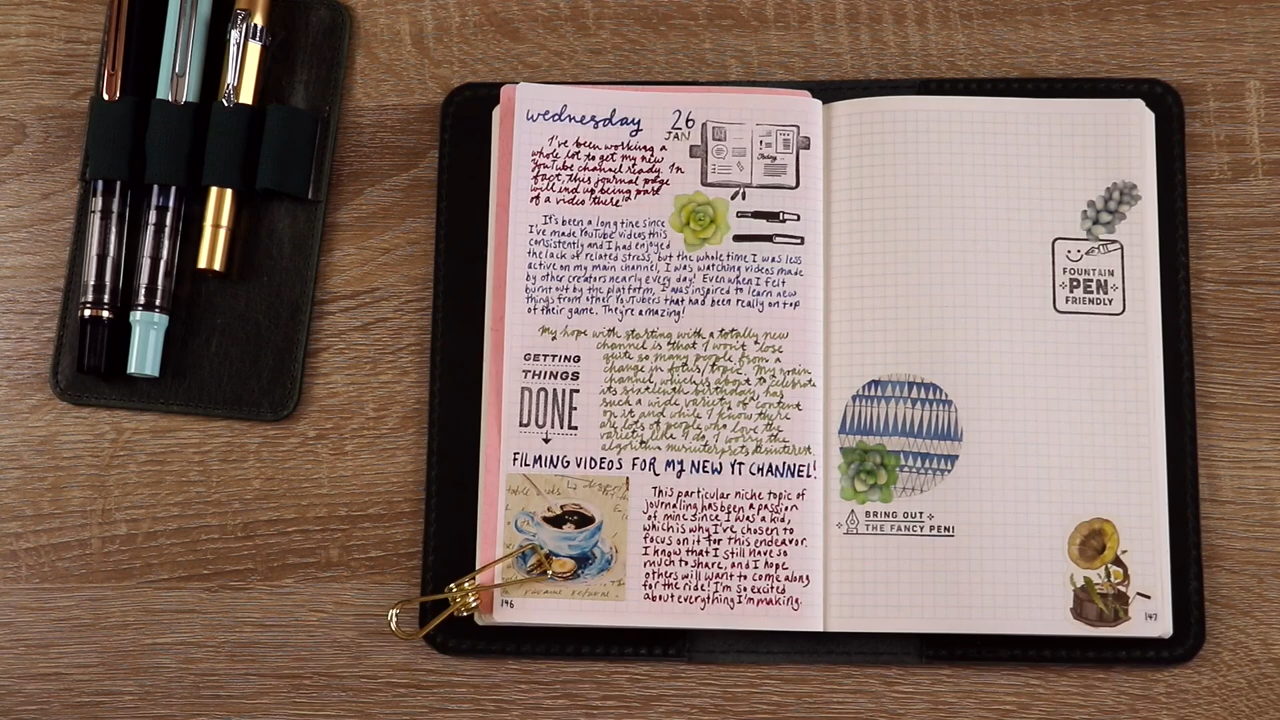 wednesday
26
JAN
Today
I've been working a
whole lot to get my new
YouTube channel ready. In
fact, this journal page
will end up being part
of a video there!
It's been a long time since
I've made YouTube videos this
consistently and I had enjoyed
the lack of related stress, but the whole time I was less
active on my main channel, I was watching videos made
by other creators nearly every day! Even when I felt
burnt out by the platform, I was inspired to learn new
things from other YouTubers that had been really on top
of their game. They're amazing!
My hope with starting with a totally new
channel is that I won't lose
quite so many people from a
change in focus/topic. My main
channel, which is about to celebrate
its sixteenth birthday, has
such a wide variety of content
on it and while I know there
are lots of people who love the
variety like I do, I worry the
algorithm misinterprets disinterest.
GETTING
THINGS
DONE
FILMING VIDEOS FOR MY NEW YT CHANNEL!
This particular niche topic of
journaling has been a passion
of mine since I was a kid,
which is why I've chosen to
focus on it for this endeavor.
I know that I still have so
much to share, and I hope
others will want to come along
for the ride! I'm so excited
about everything I'm making.
146
FOUNTAIN
PEN
FRIENDLY
BRING OUT
THE FANCY PEN!
147